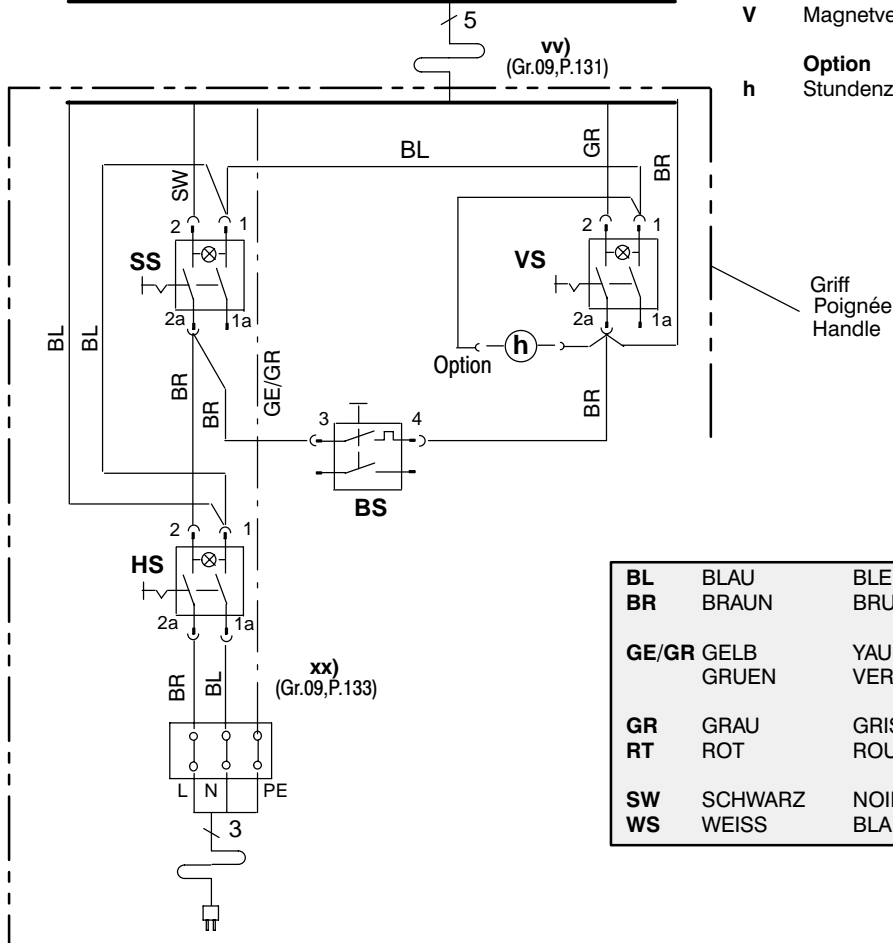 5
V Magnetve
vv)
(Gr.09,P.131)
Option
h Stundenz
BL
GR
BR
SW
2 1
2 1
SS
VS
2a 1a
2a 1a
Griff
Poignée
Handle
BL
BL
h
Option
BR
BR
GE/GR
BR
3 4
BS
2 1
HS
2a 1a
BR
BL
xx)
(Gr.09,P.133)
L N PE
3
BL BLAU BLE
BR BRAUN BRU
GE/GR GELB YAU
GRUEN VER
GR GRAU GRIS
RT ROT ROU
SW SCHWARZ NOI
WS WEISS BLA